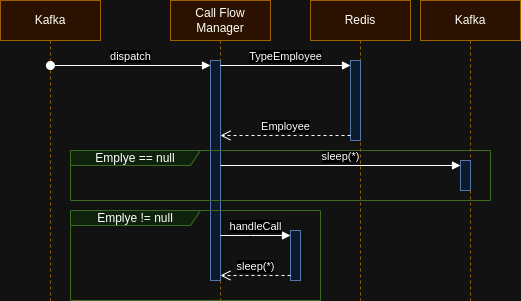 Kafka
Call Flow
Manager
Redis
Kafka
dispatch
TypeEmployee
Employee
Emplye == null
sleep(*)
Emplye != null
handleCall
sleep(*)